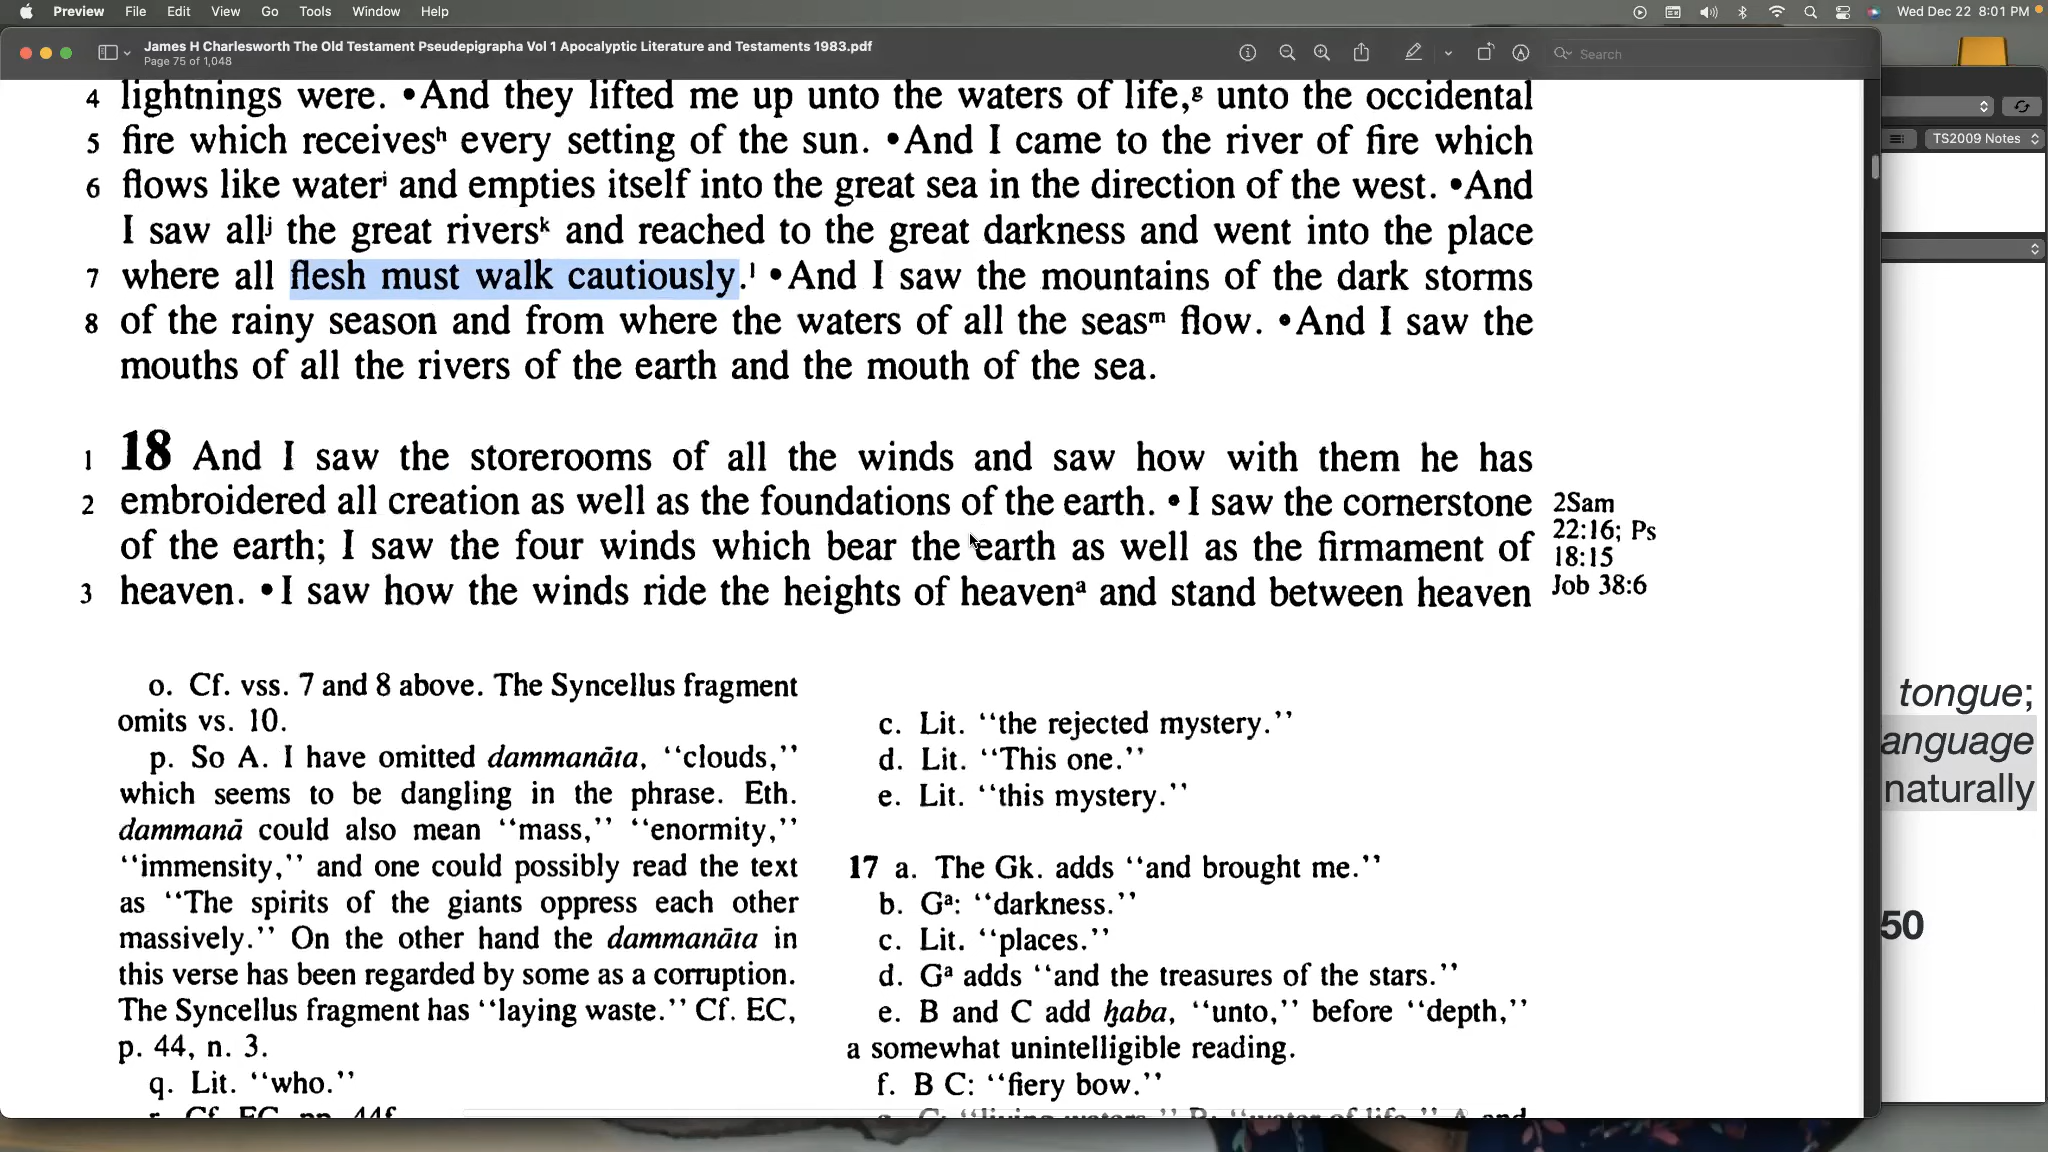 Preview File Edit View Go Tools Window Help
Wed Dec 22 8:01 PM
James H Charlesworth The Old Testament Pseudepigrapha Vol 1 Apocalyptic Literature and Testaments 1983.pdf
Page 75 of 1,048
Search
TS2009 Notes
4 lightnings were. •And they lifted me up unto the waters of life,ᵍ unto the occidental
5 fire which receivesʰ every setting of the sun. •And I came to the river of fire which
6 flows like waterⁱ and empties itself into the great sea in the direction of the west. •And
I saw allʲ the great riversᵏ and reached to the great darkness and went into the place
7 where all flesh must walk cautiously.ˡ •And I saw the mountains of the dark storms
8 of the rainy season and from where the waters of all the seasᵐ flow. •And I saw the
mouths of all the rivers of the earth and the mouth of the sea.
1 18 And I saw the storerooms of all the winds and saw how with them he has
2 embroidered all creation as well as the foundations of the earth. •I saw the cornerstone
of the earth; I saw the four winds which bear the earth as well as the firmament of
3 heaven. •I saw how the winds ride the heights of heavenᵃ and stand between heaven
2Sam
22:16; Ps
18:15
Job 38:6
o. Cf. vss. 7 and 8 above. The Syncellus fragment
omits vs. 10.
p. So A. I have omitted dammanāta, “clouds,”
which seems to be dangling in the phrase. Eth.
dammanā could also mean “mass,” “enormity,”
“immensity,” and one could possibly read the text
as “The spirits of the giants oppress each other
massively.” On the other hand the dammanāta in
this verse has been regarded by some as a corruption.
The Syncellus fragment has “laying waste.” Cf. EC,
p. 44, n. 3.
q. Lit. “who.”
r. Cf. EC, pp. 44f.
c. Lit. “the rejected mystery.”
d. Lit. “This one.”
e. Lit. “this mystery.”
17 a. The Gk. adds “and brought me.”
b. Gᵃ: “darkness.”
c. Lit. “places.”
d. Gᵃ adds “and the treasures of the stars.”
e. B and C add ḫaba, “unto,” before “depth,”
a somewhat unintelligible reading.
f. B C: “fiery bow.”
g. C: “living waters.” B: “water of life.” A and
tongue;
anguage
naturally
50